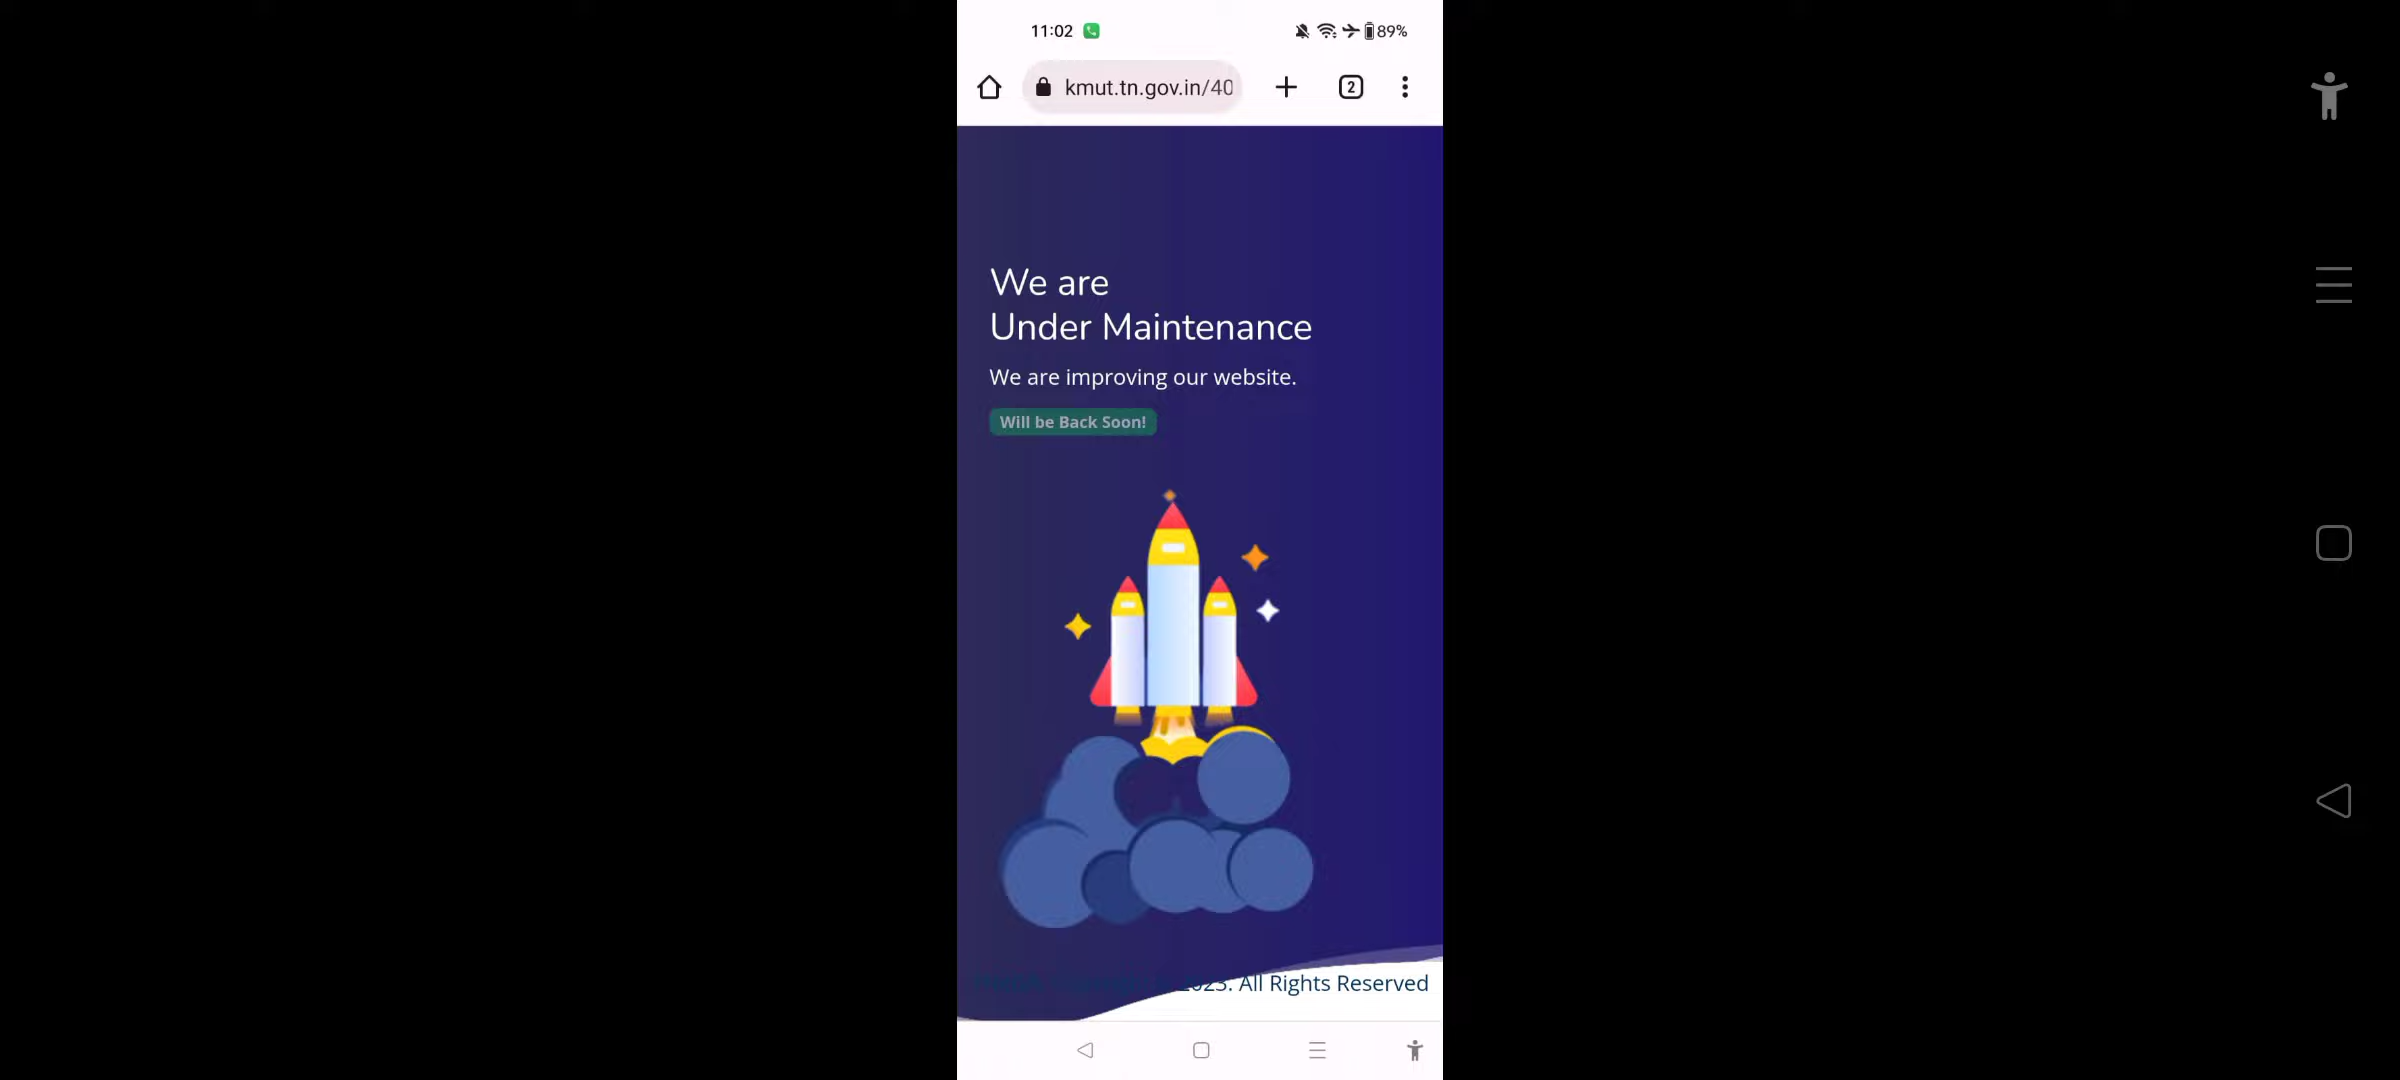 11:02
89%
kmut.tn.gov.in/40
2
We are
Under Maintenance
We are improving our website.
Will be Back Soon!
2023. All Rights Reserved